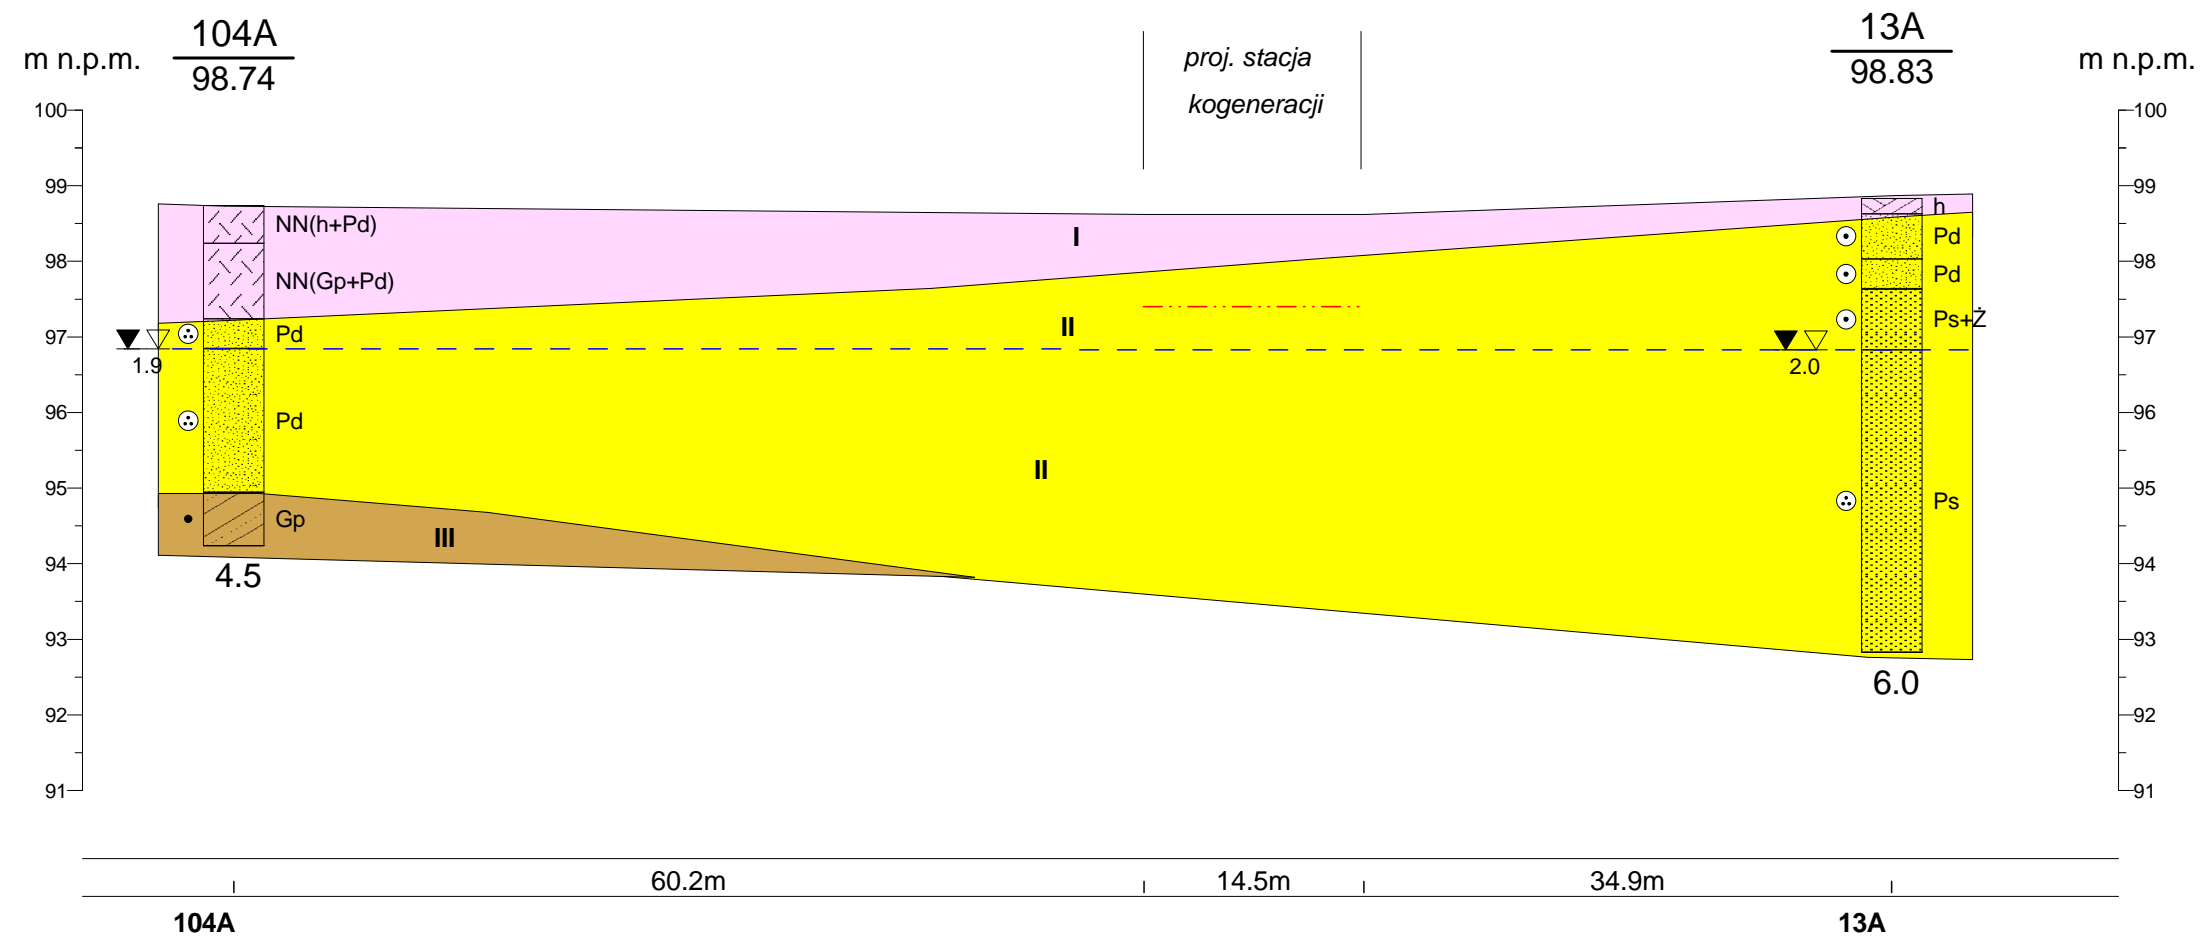 m n.p.m.
104A
98.74
proj. stacja
kogeneracji
13A
98.83
m n.p.m.
100
99
98
97
96
95
94
93
92
91
NN(h+Pd)
NN(Gp+Pd)
Pd
1.9
Pd
Gp
4.5
I
II
II
III
h
Pd
Pd
Ps+Ż
2.0
Ps
6.0
100
99
98
97
96
95
94
93
92
91
60.2m 14.5m 34.9m
104A 13A